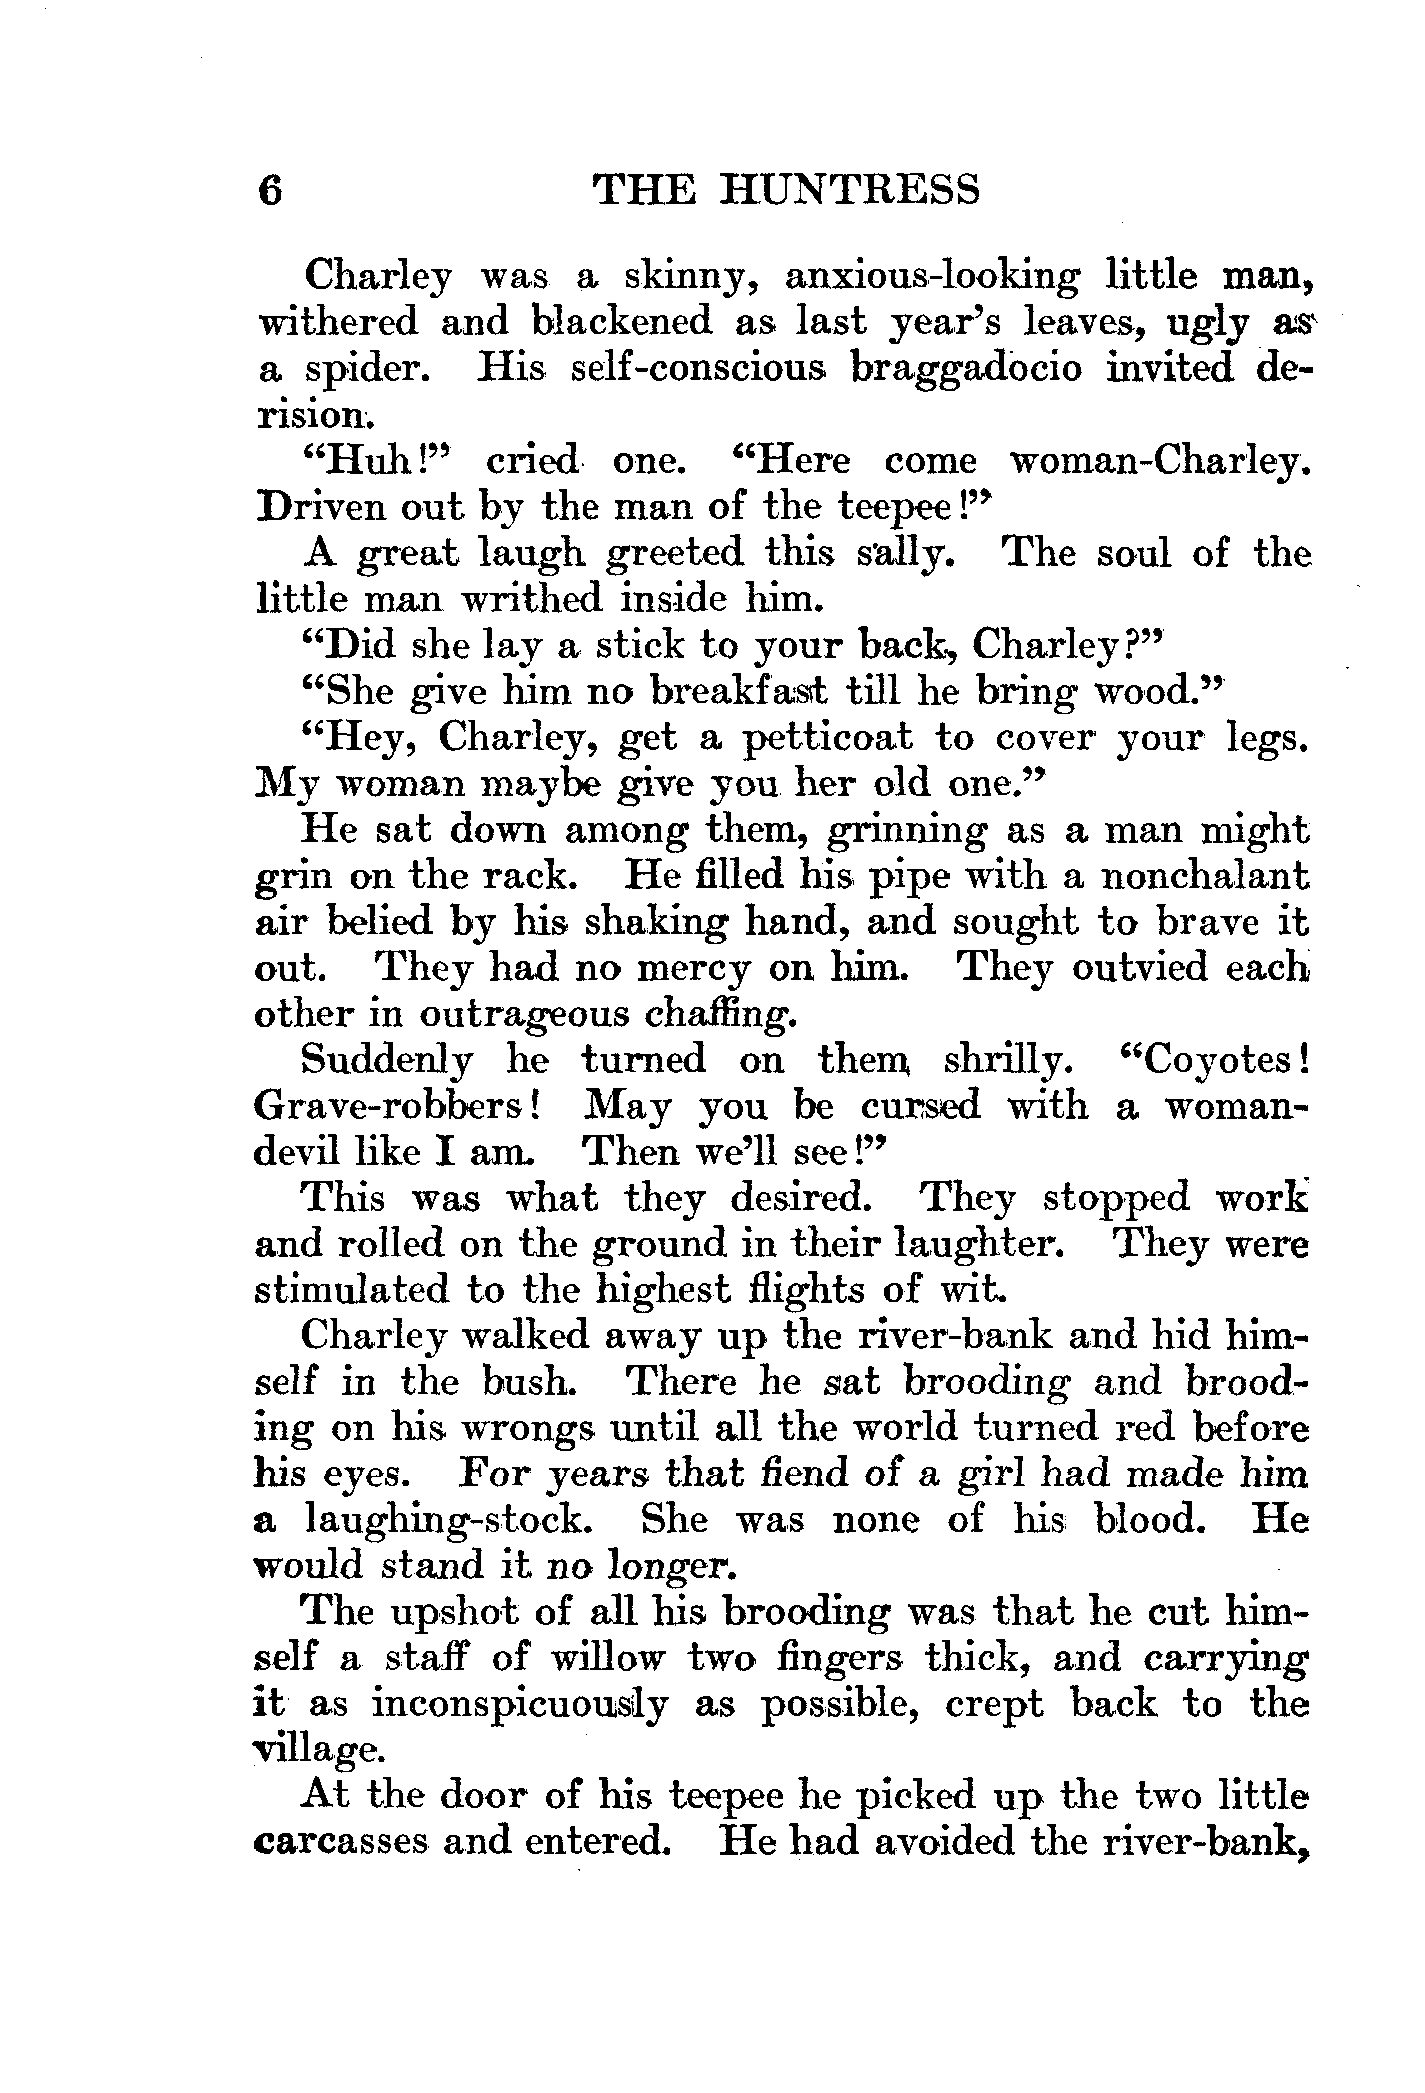 6 THE HUNTRESS
Charley was a skinny, anxious-looking little man,
withered and blackened as last year's leaves, ugly as
a spider. His self-conscious braggadocio invited de-
rision.
"Huh!" cried one. "Here come woman-Charley.
Driven out by the man of the teepee!"
A great laugh greeted this sally. The soul of the
little man writhed inside him.
"Did she lay a stick to your back, Charley?"
"She give him no breakfast till he bring wood."
"Hey, Charley, get a petticoat to cover your legs.
My woman maybe give you her old one."
He sat down among them, grinning as a man might
grin on the rack. He filled his pipe with a nonchalant
air belied by his shaking hand, and sought to brave it
out. They had no mercy on him. They outvied each
other in outrageous chaffing.
Suddenly he turned on them shrilly. "Coyotes!
Grave-robbers! May you be cursed with a woman-
devil like I am. Then we'll see!"
This was what they desired. They stopped work
and rolled on the ground in their laughter. They were
stimulated to the highest flights of wit.
Charley walked away up the river-bank and hid him-
self in the bush. There he sat brooding and brood-
ing on his wrongs until all the world turned red before
his eyes. For years that fiend of a girl had made him
a laughing-stock. She was none of his blood. He
would stand it no longer.
The upshot of all his brooding was that he cut him-
self a staff of willow two fingers thick, and carrying
it as inconspicuously as possible, crept back to the
village.
At the door of his teepee he picked up the two little
carcasses and entered. He had avoided the river-bank,